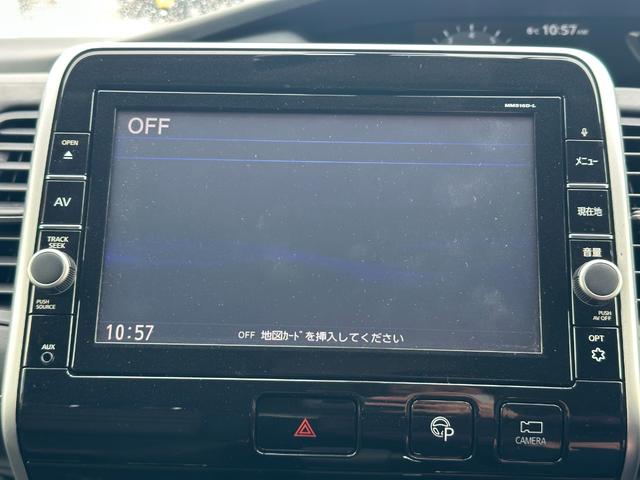 6℃ 10:57
MM516D-L
OPEN
AV
TRACK
SEEK
PUSH
SOURCE
AUX
OFF
10:57
OFF 地図ｶｰﾄﾞを挿入してください
メニュー
現在地
音量
PUSH
AV OFF
OPT
P
CAMERA